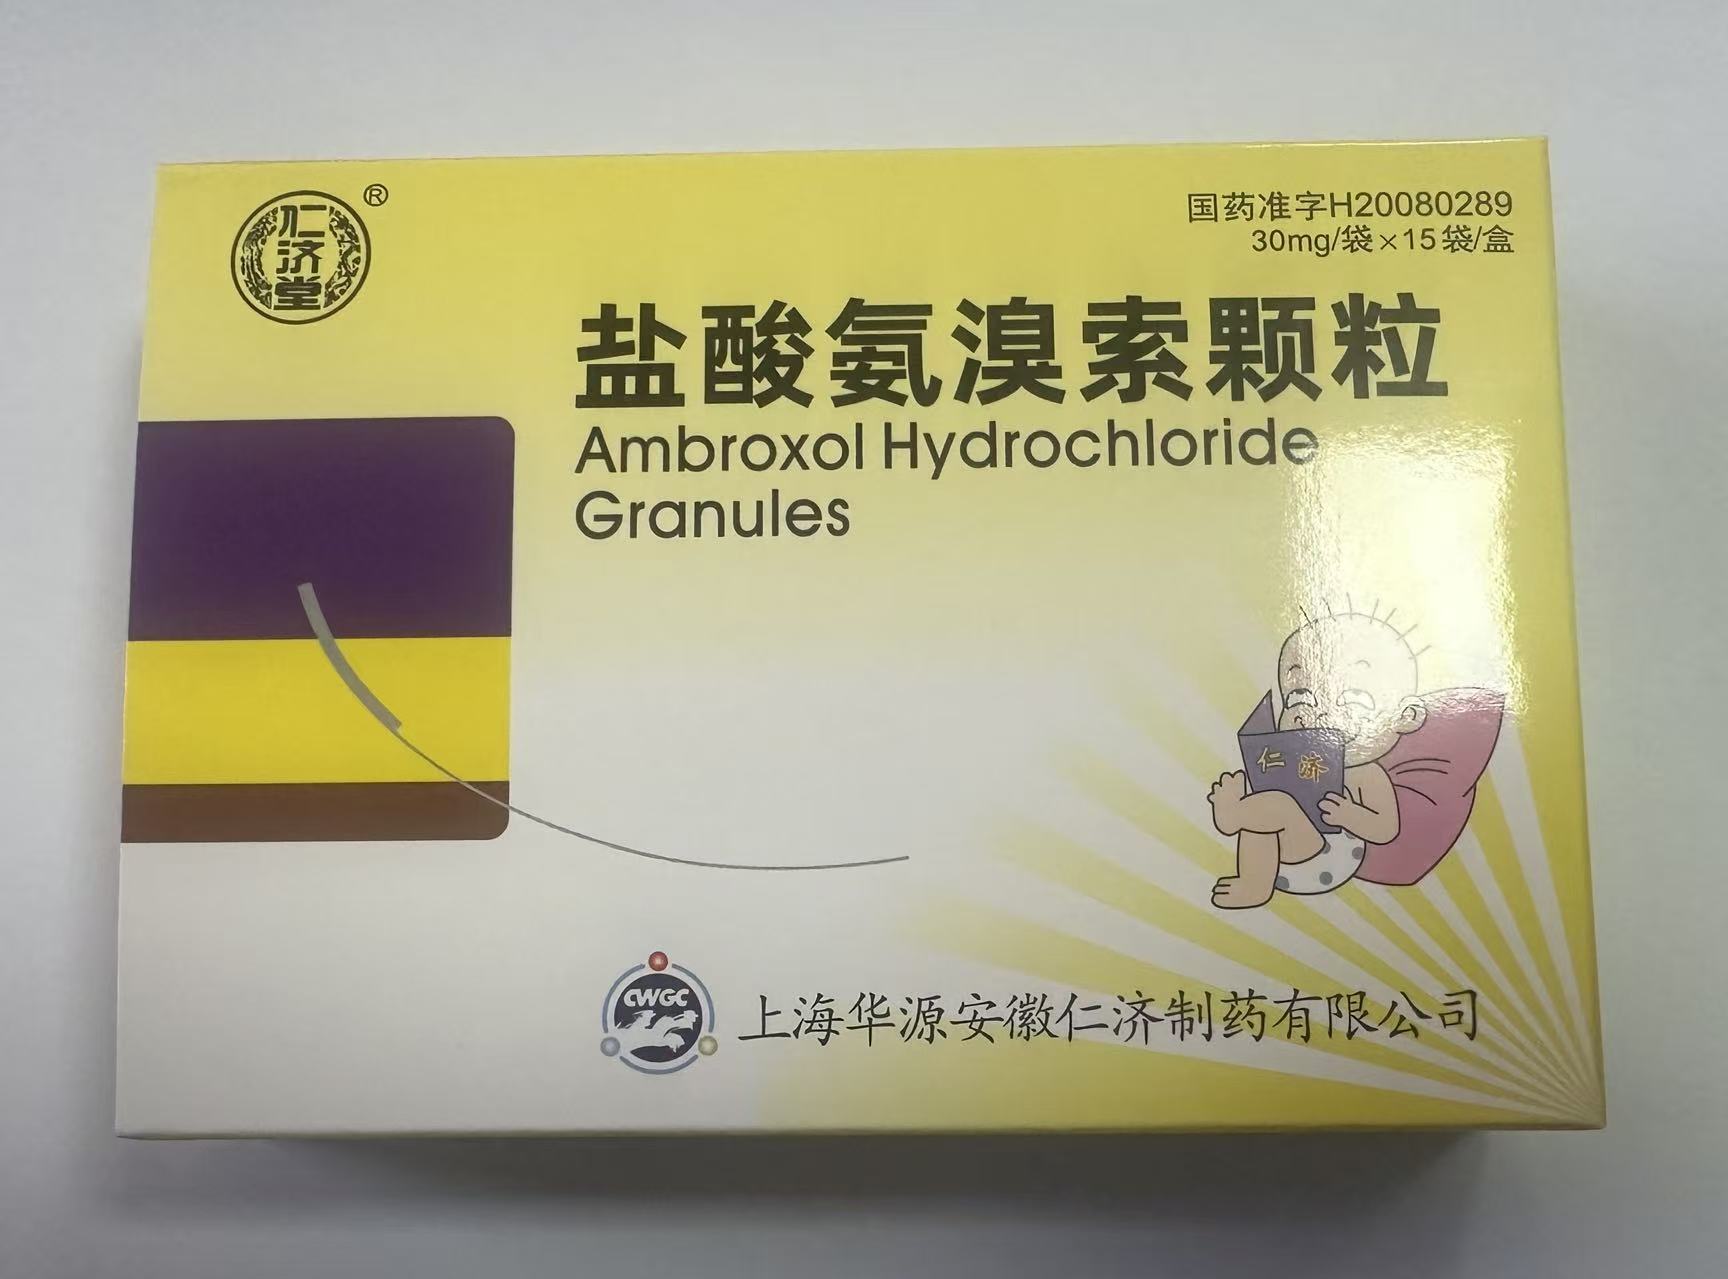 仁济堂®
国药准字H20080289
30mg/袋×15袋/盒
盐酸氨溴索颗粒
Ambroxol Hydrochloride
Granules
仁济
CWGC
上海华源安徽仁济制药有限公司